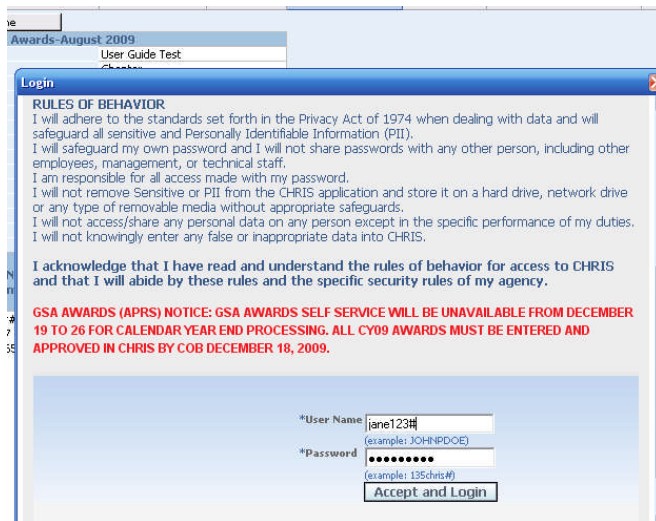 ne
Awards-August 2009
User Guide Test
Chapter
Login
RULES OF BEHAVIOR
I will adhere to the standards set forth in the Privacy Act of 1974 when dealing with data and will
safeguard all sensitive and Personally Identifiable Information (PII).
I will safeguard my own password and I will not share passwords with any other person, including other
employees, management, or technical staff.
I am responsible for all access made with my password.
I will not remove Sensitive or PII from the CHRIS application and store it on a hard drive, network drive
or any type of removable media without appropriate safeguards.
I will not access/share any personal data on any person except in the specific performance of my duties.
I will not knowingly enter any false or inappropriate data into CHRIS.
I acknowledge that I have read and understand the rules of behavior for access to CHRIS
and that I will abide by these rules and the specific security rules of my agency.
GSA AWARDS (APRS) NOTICE: GSA AWARDS SELF SERVICE WILL BE UNAVAILABLE FROM DECEMBER
19 TO 26 FOR CALENDAR YEAR END PROCESSING. ALL CY09 AWARDS MUST BE ENTERED AND
APPROVED IN CHRIS BY COB DECEMBER 18, 2009.
*User Name jane123#
(example: JOHNPDOE)
*Password ●●●●●●●●●
(example: 135chris#)
Accept and Login